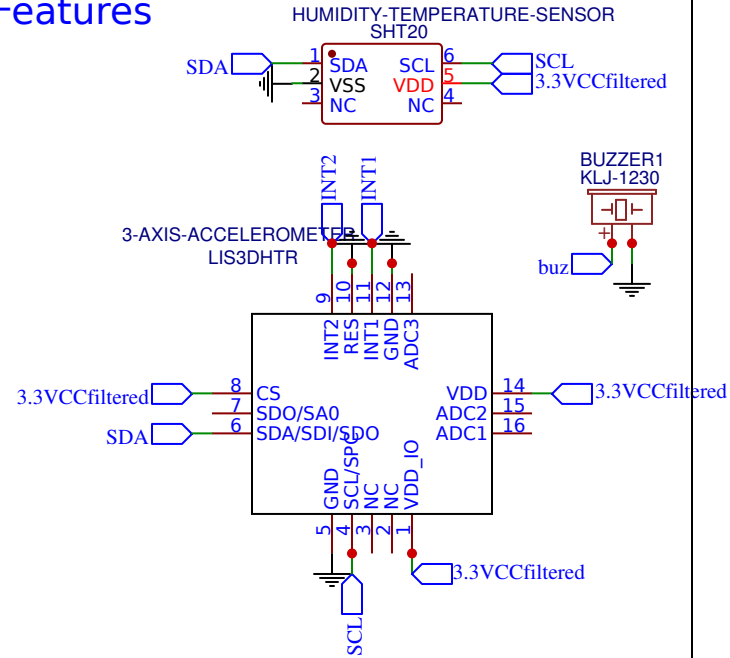 Features
HUMIDITY-TEMPERATURE-SENSOR
SHT20
SDA
1
2
3
SDA
VSS
NC
SCL
VDD
NC
6
5
4
SCL
3.3VCCfiltered
BUZZER1
KLJ-1230
+
buz
INT2
INT1
3-AXIS-ACCELEROMETER
LIS3DHTR
9
10
11
12
13
INT2
RES
INT1
GND
ADC3
3.3VCCfiltered
8
CS
7
SDO/SA0
SDA
6
SDA/SDI/SDO
VDD
14
3.3VCCfiltered
ADC2
15
ADC1
16
GND
SCL/SPC
NC
NC
VDD_IO
5
4
3
2
1
SCL
3.3VCCfiltered